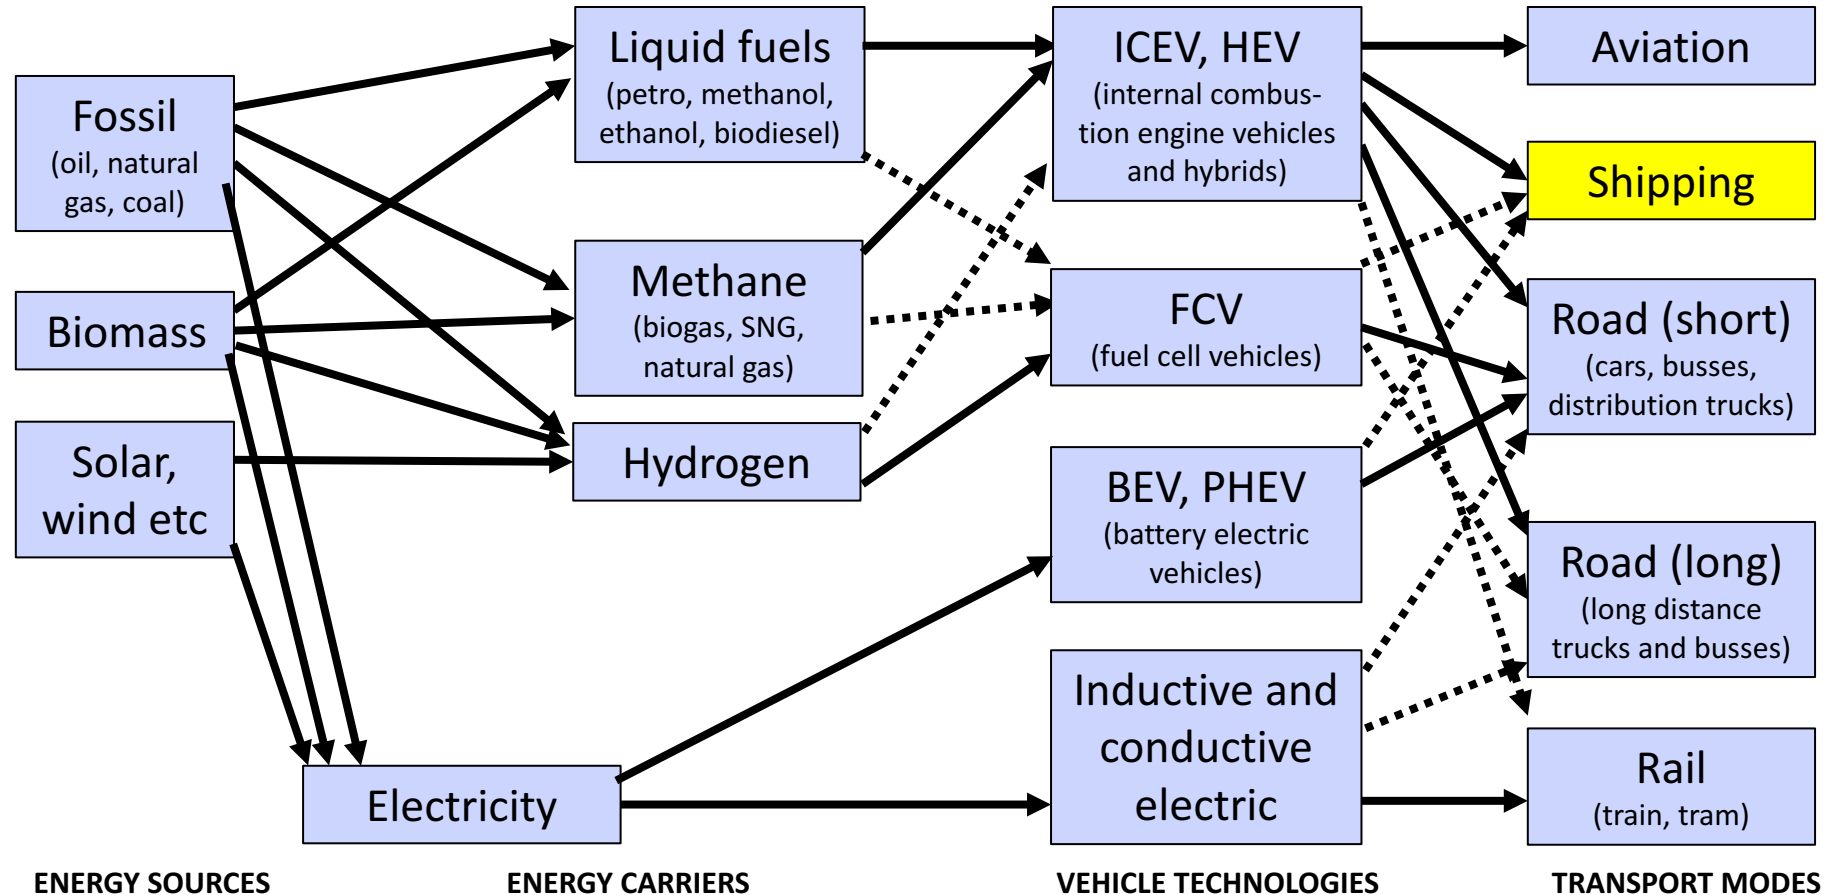 Fossil
(oil, natural
gas, coal)
Biomass
Solar,
wind etc
Liquid fuels
(petro, methanol,
ethanol, biodiesel)
Methane
(biogas, SNG,
natural gas)
Hydrogen
Electricity
ICEV, HEV
(internal combus-
tion engine vehicles
and hybrids)
FCV
(fuel cell vehicles)
BEV, PHEV
(battery electric
vehicles)
Inductive and
conductive
electric
Aviation
Shipping
Road (short)
(cars, busses,
distribution trucks)
Road (long)
(long distance
trucks and busses)
Rail
(train, tram)
ENERGY SOURCES
ENERGY CARRIERS
VEHICLE TECHNOLOGIES
TRANSPORT MODES